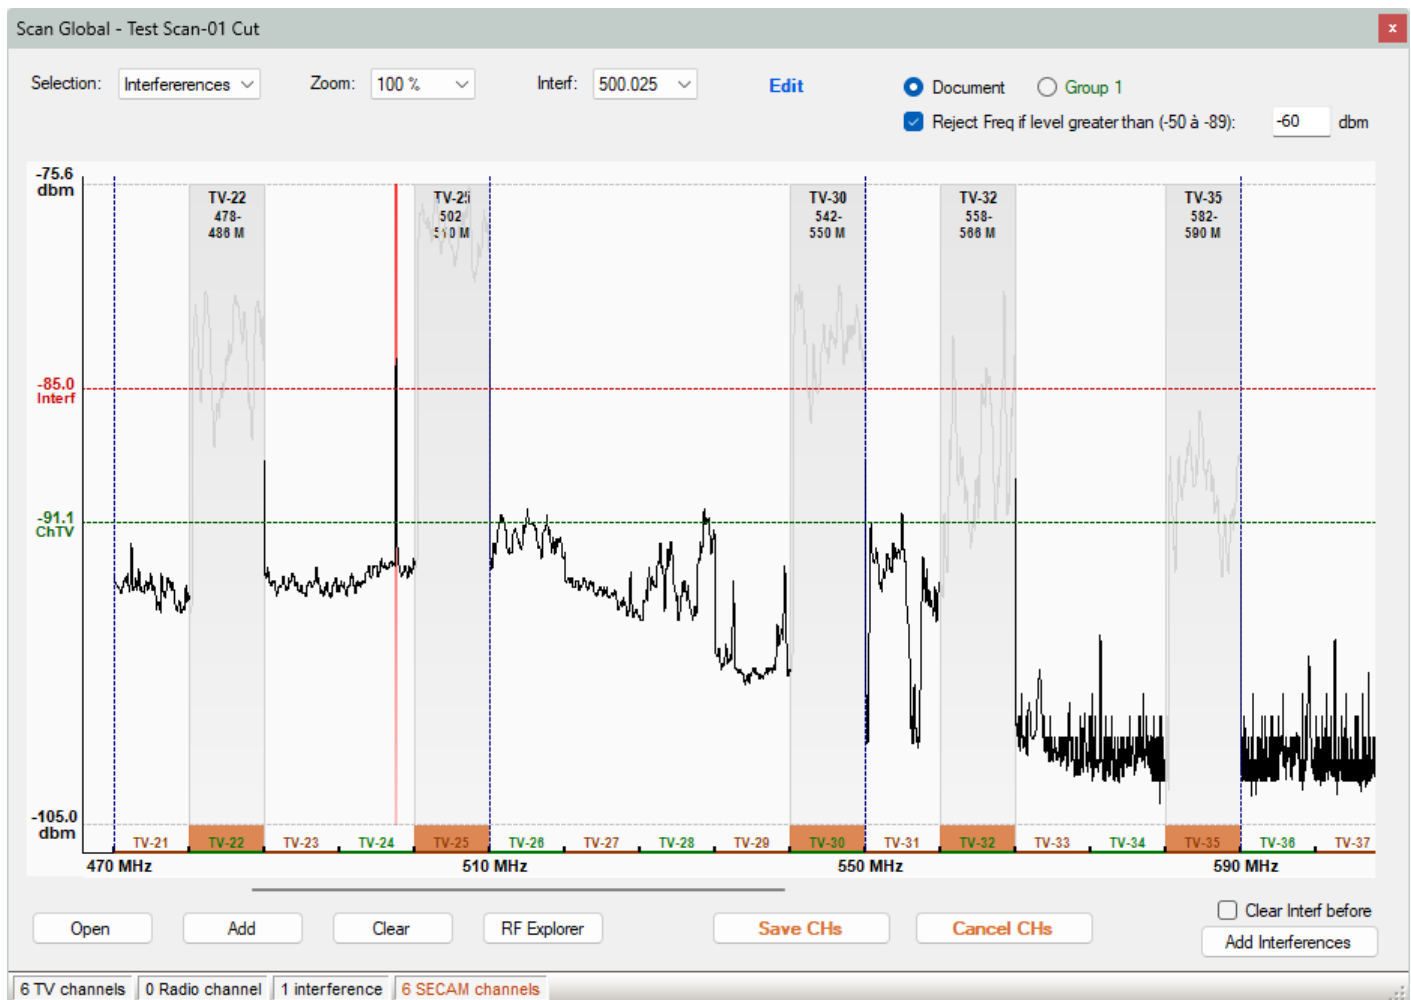 Scan Global - Test Scan-01 Cut
x
Selection: Interfererences Zoom: 100 % Interf: 500.025 Edit Document Group 1
Reject Freq if level greater than (-50 à -89): -60 dbm
-75.6
dbm
TV-22
478-
486 M
TV-25
502
510 M
TV-30
542-
550 M
TV-32
558-
566 M
TV-35
582-
590 M
-85.0
Interf
-91.1
ChTV
-105.0
dbm
TV-21 TV-22 TV-23 TV-24 TV-25 TV-26 TV-27 TV-28 TV-29 TV-30 TV-31 TV-32 TV-33 TV-34 TV-35 TV-36 TV-37
470 MHz 510 MHz 550 MHz 590 MHz
Open Add Clear RF Explorer Save CHs Cancel CHs
Clear Interf before
Add Interferences
6 TV channels 0 Radio channel 1 interference 6 SECAM channels